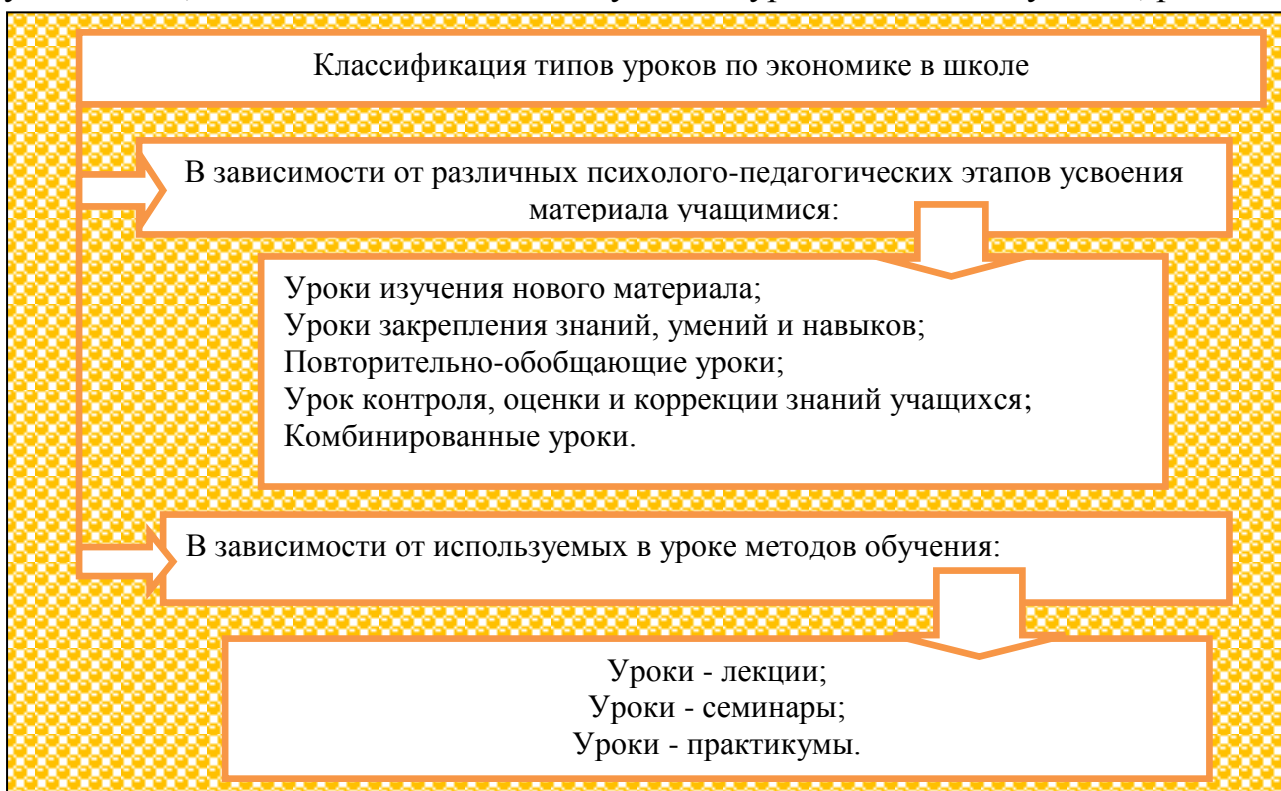 Классификация типов уроков по экономике в школе
В зависимости от различных психолого-педагогических этапов усвоения
материала учащимися:
Уроки изучения нового материала;
Уроки закрепления знаний, умений и навыков;
Повторительно-обобщающие уроки;
Урок контроля, оценки и коррекции знаний учащихся;
Комбинированные уроки.
В зависимости от используемых в уроке методов обучения:
Уроки - лекции;
Уроки - семинары;
Уроки - практикумы.